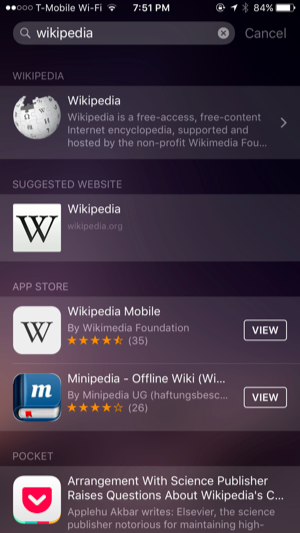 T-Mobile Wi-Fi 7:51 PM 84%
wikipedia Cancel
WIKIPEDIA
Wikipedia
Wikipedia is a free-access, free-content
Internet encyclopedia, supported and
hosted by the non-profit Wikimedia Fou...
SUGGESTED WEBSITE
W
Wikipedia
wikipedia.org
APP STORE
W
Wikipedia Mobile
By Wikimedia Foundation
(35)
VIEW
m
Minipedia - Offline Wiki (Wi...
By Minipedia UG (haftungsbesc...
(26)
VIEW
POCKET
Arrangement With Science Publisher
Raises Questions About Wikipedia's C...
Applehu Akbar writes: Elsevier, the science
publisher notorious for maintaining high-